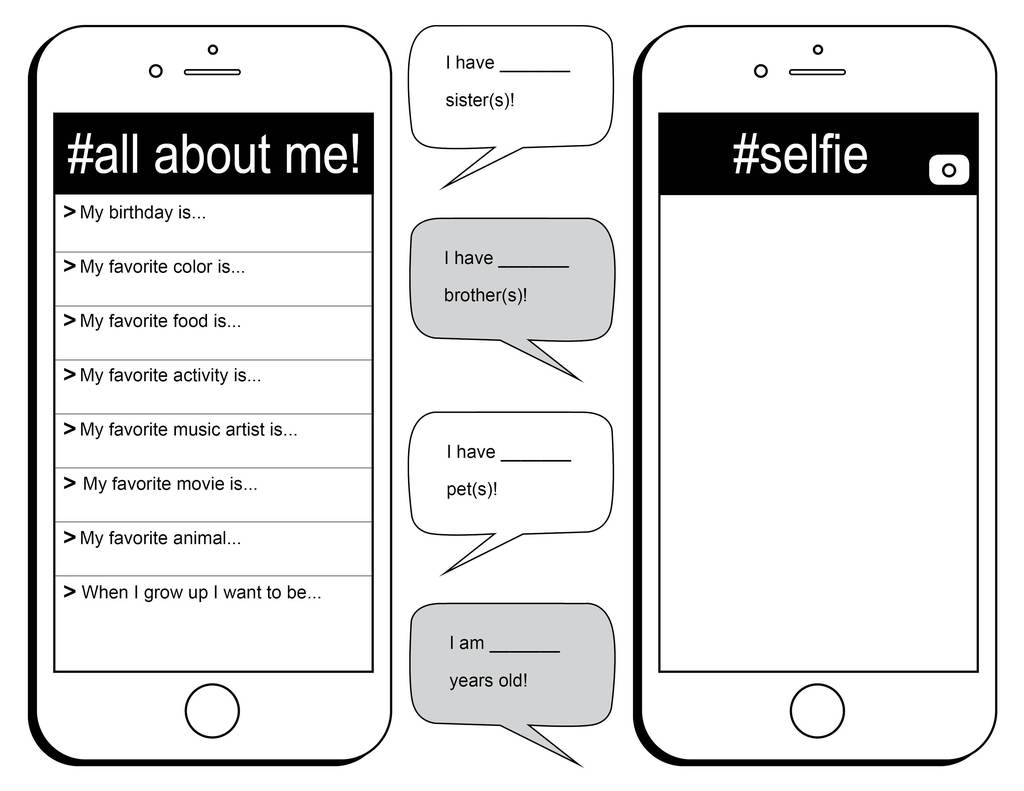 #all about me!
> My birthday is...
> My favorite color is...
> My favorite food is...
> My favorite activity is...
> My favorite music artist is...
> My favorite movie is...
> My favorite animal...
> When I grow up I want to be...
I have _______
sister(s)!
I have _______
brother(s)!
I have _______
pet(s)!
I am _______
years old!
#selfie